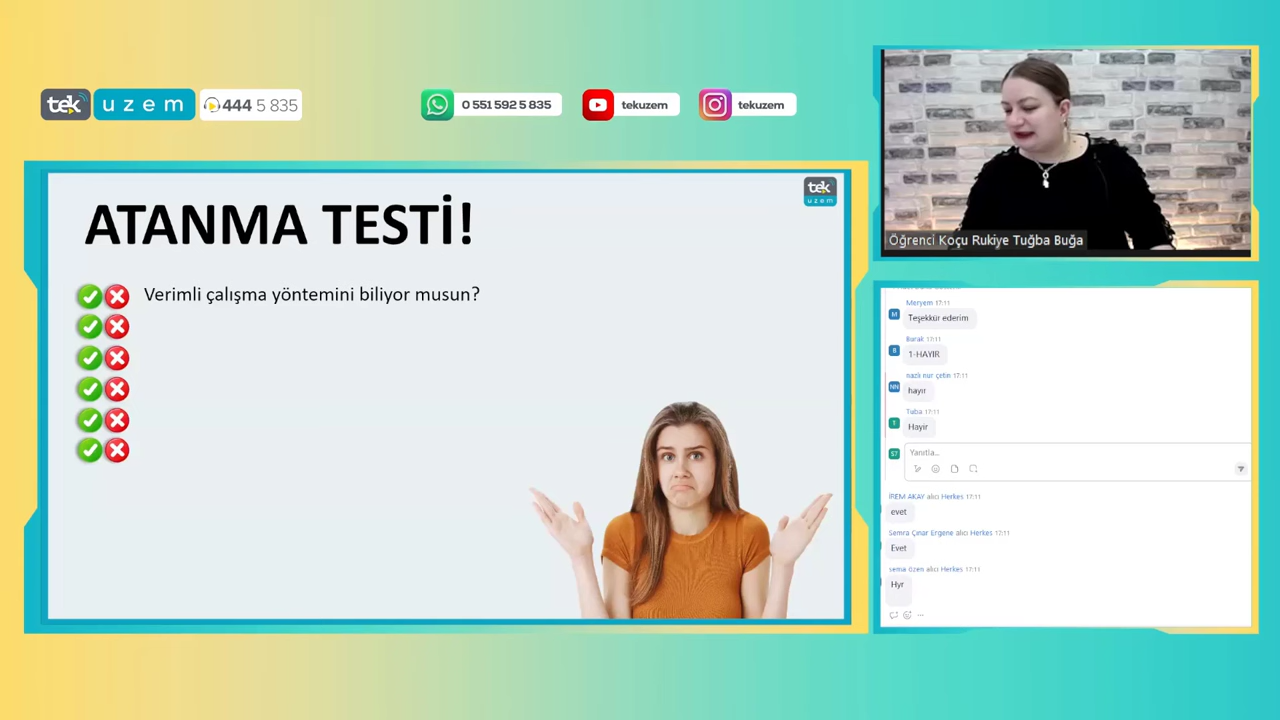 tek uzem 444 5 835
0 551 592 5 835
tekuzem
tekuzem
tek
uzem
ATANMA TESTİ!
Verimli çalışma yöntemini biliyor musun?
Öğrenci Koçu Rukiye Tuğba Buğa
Meryem 17:11
M
Teşekkür ederim
Burak 17:11
B
1-HAYIR
nazlı nur çetin 17:11
NN
hayır
Tuba 17:11
T
Hayir
Yanıtla...
İREM AKAY alıcı Herkes 17:11
evet
Semra Çınar Ergene alıcı Herkes 17:11
Evet
sema özen alıcı Herkes 17:11
Hyr